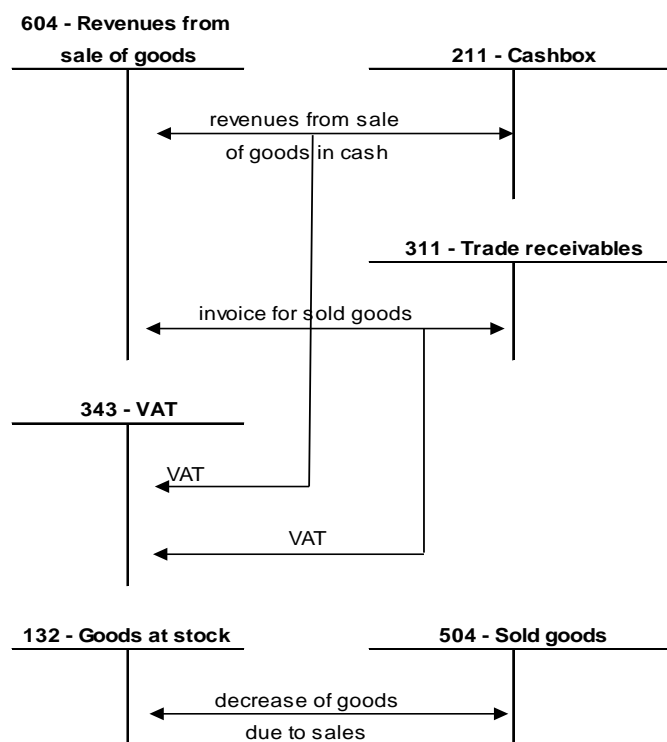 604 - Revenues from
sale of goods
211 - Cashbox
revenues from sale
of goods in cash
311 - Trade receivables
invoice for sold goods
343 - VAT
VAT
VAT
132 - Goods at stock
504 - Sold goods
decrease of goods
due to sales